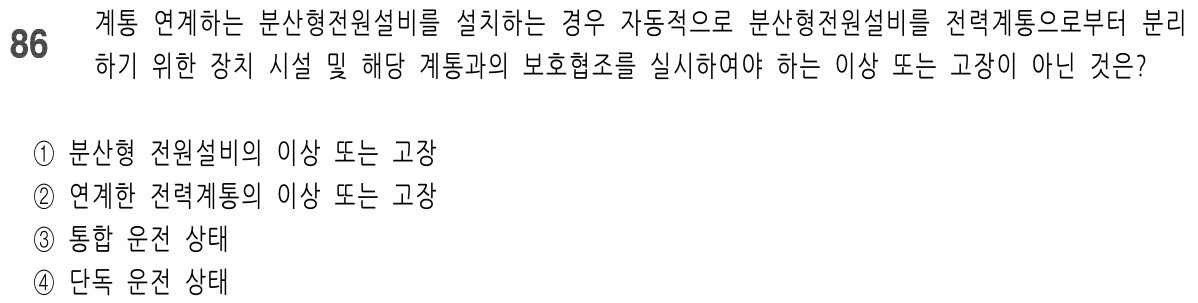 86 계통 연계하는 분산형전원설비를 설치하는 경우 자동적으로 분산형전원설비를 전력계통으로부터 분리
하기 위한 장치 시설 및 해당 계통과의 보호협조를 실시하여야 하는 이상 또는 고장이 아닌 것은?
① 분산형 전원설비의 이상 또는 고장
② 연계한 전력계통의 이상 또는 고장
③ 통합 운전 상태
④ 단독 운전 상태